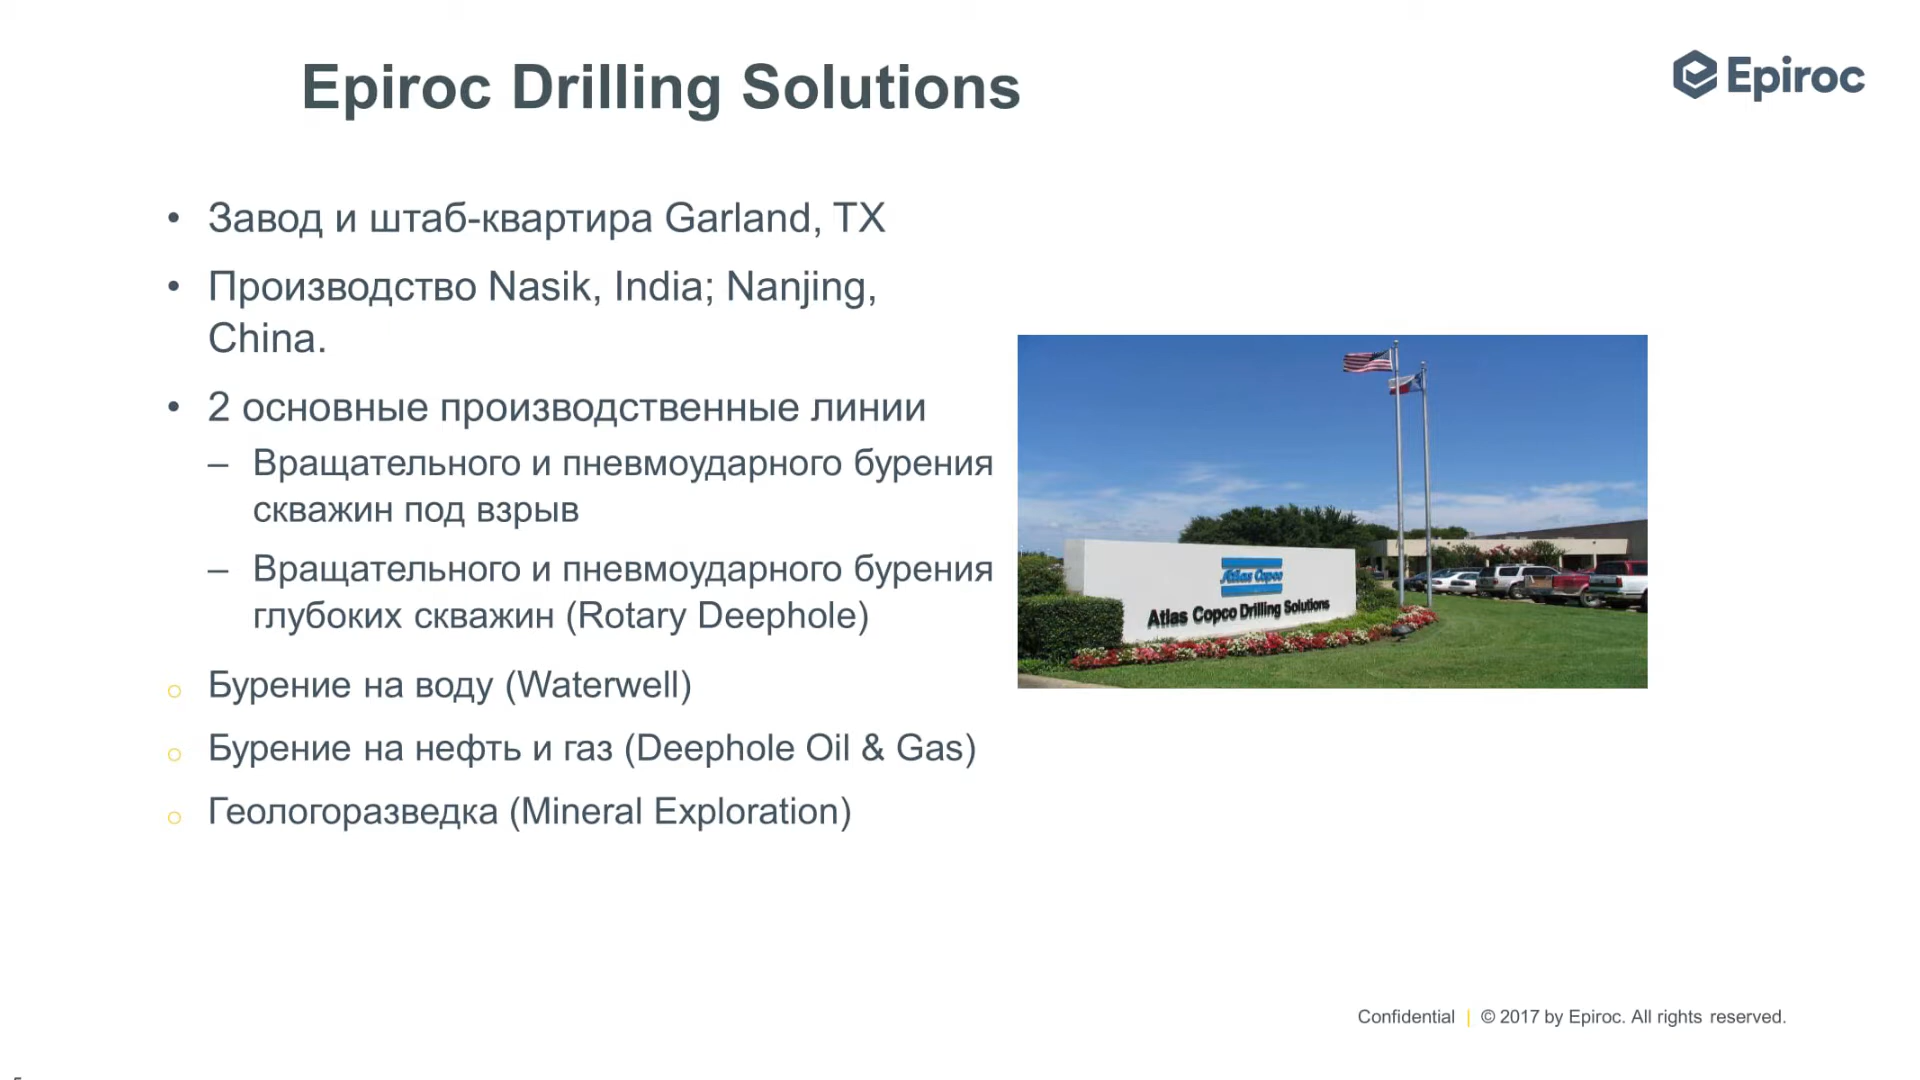 Epiroc Drilling Solutions
Epiroc
• Завод и штаб-квартира Garland, TX
• Производство Nasik, India; Nanjing,
China.
• 2 основные производственные линии
– Вращательного и пневмоударного бурения
скважин под взрыв
– Вращательного и пневмоударного бурения
глубоких скважин (Rotary Deephole)
o Бурение на воду (Waterwell)
o Бурение на нефть и газ (Deephole Oil & Gas)
o Геологоразведка (Mineral Exploration)
Atlas Copco
Atlas Copco Drilling Solutions
Confidential | © 2017 by Epiroc. All rights reserved.